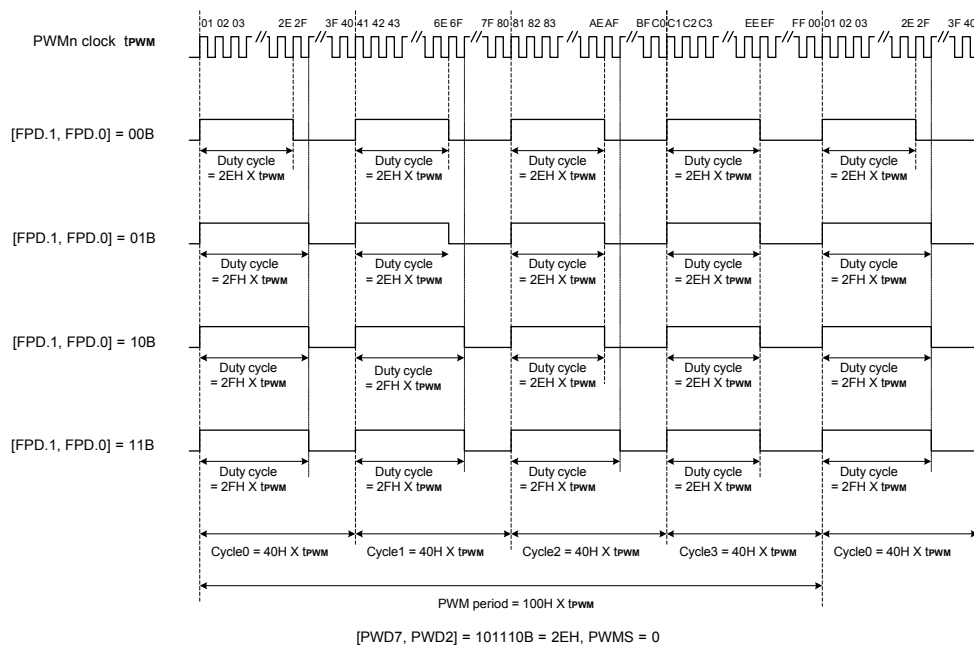 01 02 03 2E 2F 3F 40 41 42 43 6E 6F 7F 80 81 82 83 AE AF BF C0 C1 C2 C3 EE EF FF 00 01 02 03 2E 2F 3F 40
PWMn clock tPWM
[FPD.1, FPD.0] = 00B
Duty cycle Duty cycle Duty cycle Duty cycle Duty cycle
= 2EH X tPWM = 2EH X tPWM = 2EH X tPWM = 2EH X tPWM = 2EH X tPWM
[FPD.1, FPD.0] = 01B
Duty cycle Duty cycle Duty cycle Duty cycle Duty cycle
= 2FH X tPWM = 2EH X tPWM = 2EH X tPWM = 2EH X tPWM = 2FH X tPWM
[FPD.1, FPD.0] = 10B
Duty cycle Duty cycle Duty cycle Duty cycle Duty cycle
= 2FH X tPWM = 2FH X tPWM = 2EH X tPWM = 2EH X tPWM = 2FH X tPWM
[FPD.1, FPD.0] = 11B
Duty cycle Duty cycle Duty cycle Duty cycle Duty cycle
= 2FH X tPWM = 2FH X tPWM = 2FH X tPWM = 2EH X tPWM = 2FH X tPWM
Cycle0 = 40H X tPWM Cycle1 = 40H X tPWM Cycle2 = 40H X tPWM Cycle3 = 40H X tPWM Cycle0 = 40H X tPWM
PWM period = 100H X tPWM
[PWD7, PWD2] = 101110B = 2EH, PWMS = 0